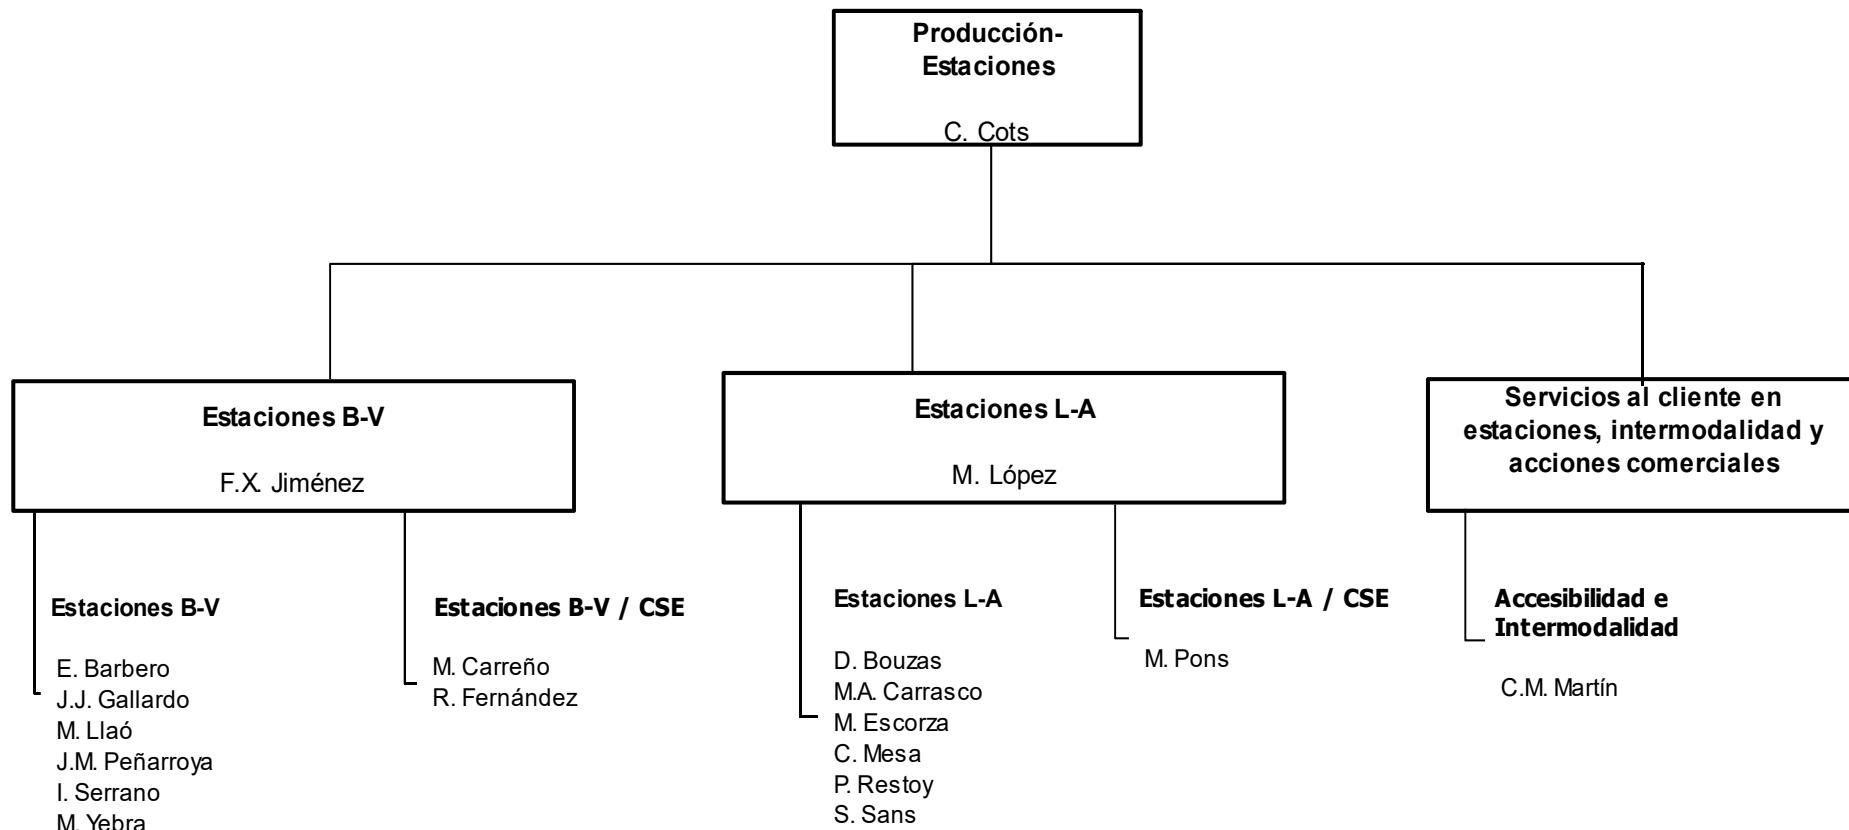 Producción-
Estaciones
C. Cots
Estaciones B-V
F.X. Jiménez
Estaciones L-A
M. López
Servicios al cliente en
estaciones, intermodalidad y
acciones comerciales
Estaciones B-V
E. Barbero
J.J. Gallardo
M. Llaó
J.M. Peñarroya
I. Serrano
M. Yebra
Estaciones B-V / CSE
M. Carreño
R. Fernández
Estaciones L-A
D. Bouzas
M.A. Carrasco
M. Escorza
C. Mesa
P. Restoy
S. Sans
Estaciones L-A / CSE
M. Pons
Accesibilidad e
Intermodalidad
C.M. Martín